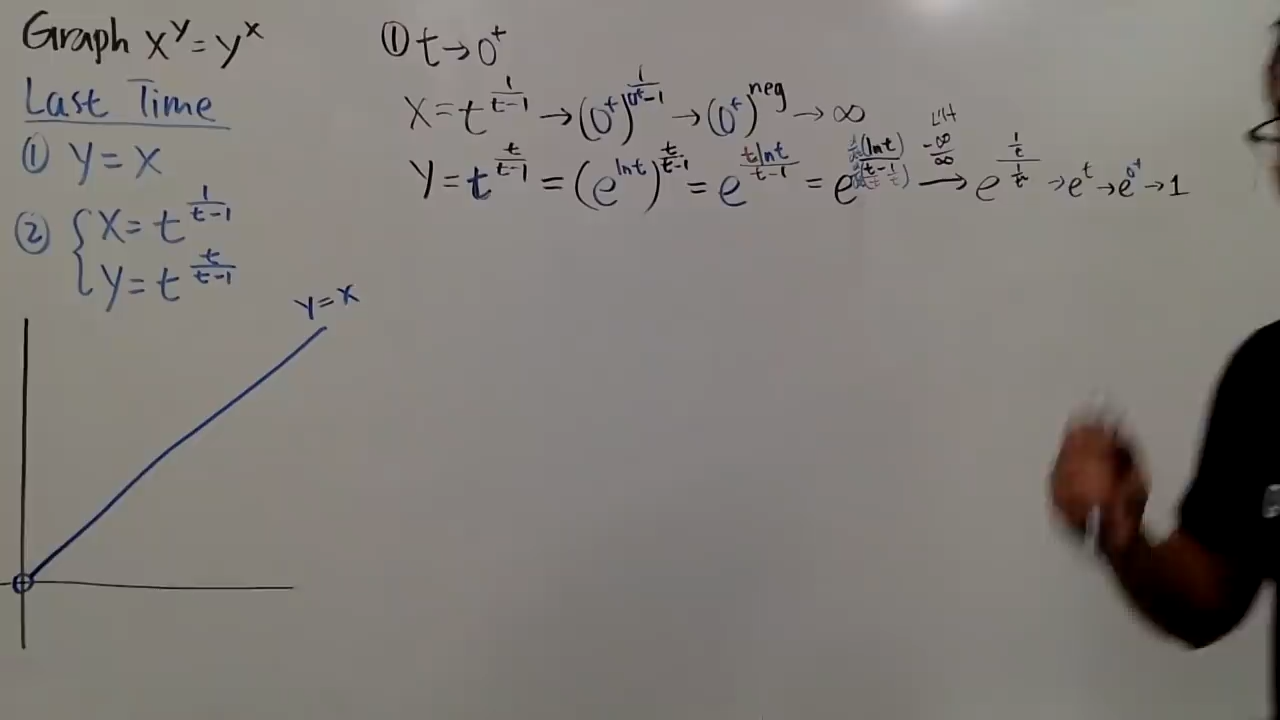 Graph x^y = y^x
Last Time
① y = x
② { x = t^(1/(t-1))
y = t^(t/(t-1))
y = x
① t → 0⁺
x = t^(1/(t-1)) → (0⁺)^(1/(0⁺-1)) → (0⁺)^neg → ∞
y = t^(t/(t-1)) = (e^(ln t))^(t/(t-1)) = e^(t ln t/(t-1)) = e → e^((1/t)/(1/t²)) → e^t → e^(0⁺) → 1
L'H
-∞/∞